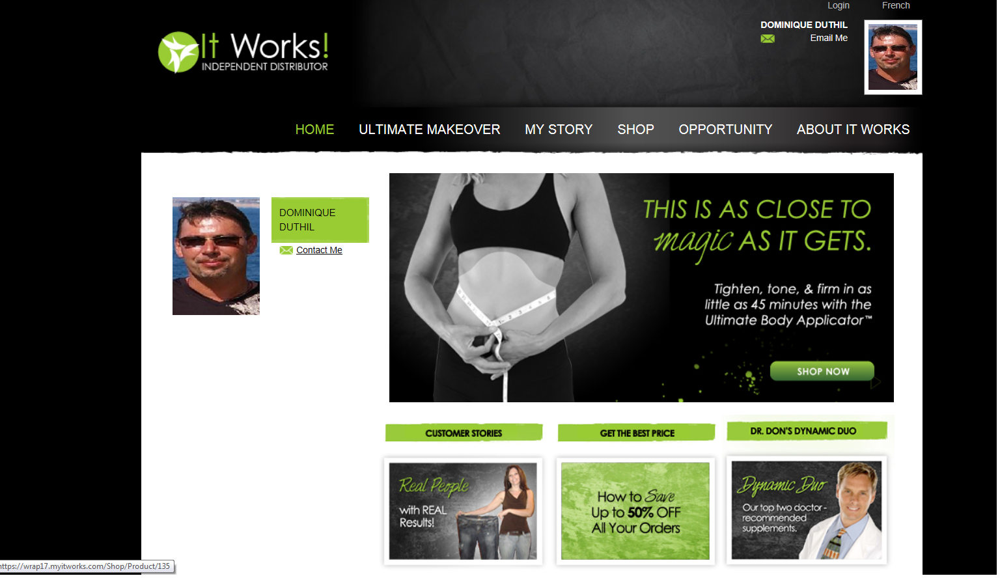 Login
French
DOMINIQUE DUTHIL
Email Me
It Works!
INDEPENDENT DISTRIBUTOR
HOME
ULTIMATE MAKEOVER
MY STORY
SHOP
OPPORTUNITY
ABOUT IT WORKS
DOMINIQUE
DUTHIL
Contact Me
THIS IS AS CLOSE TO
magic AS IT GETS.
Tighten, tone, & firm in as
little as 45 minutes with the
Ultimate Body Applicator™
SHOP NOW
CUSTOMER STORIES
Real People
with REAL
Results!
GET THE BEST PRICE
How to Save
Up to 50% OFF
All Your Orders
DR. DON'S DYNAMIC DUO
Dynamic Duo
Our top two doctor-
recommended
supplements.
https://wrap17.myitworks.com/Shop/Product/135